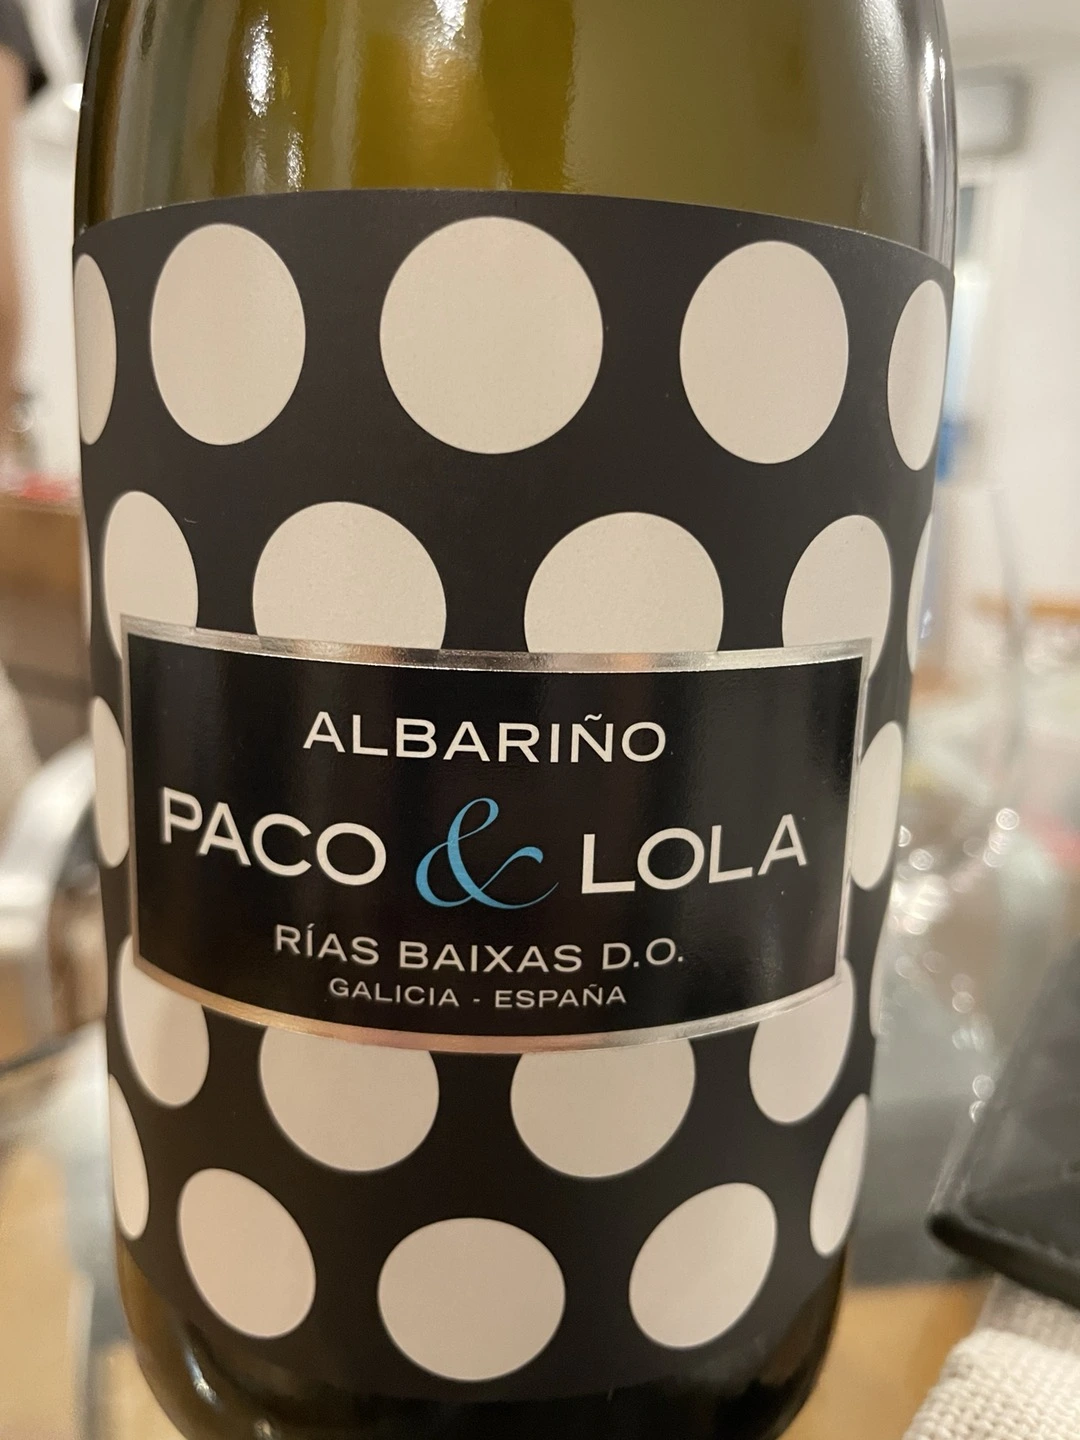 ALBARIÑO
PACO & LOLA
RÍAS BAIXAS D.O.
GALICIA - ESPAÑA